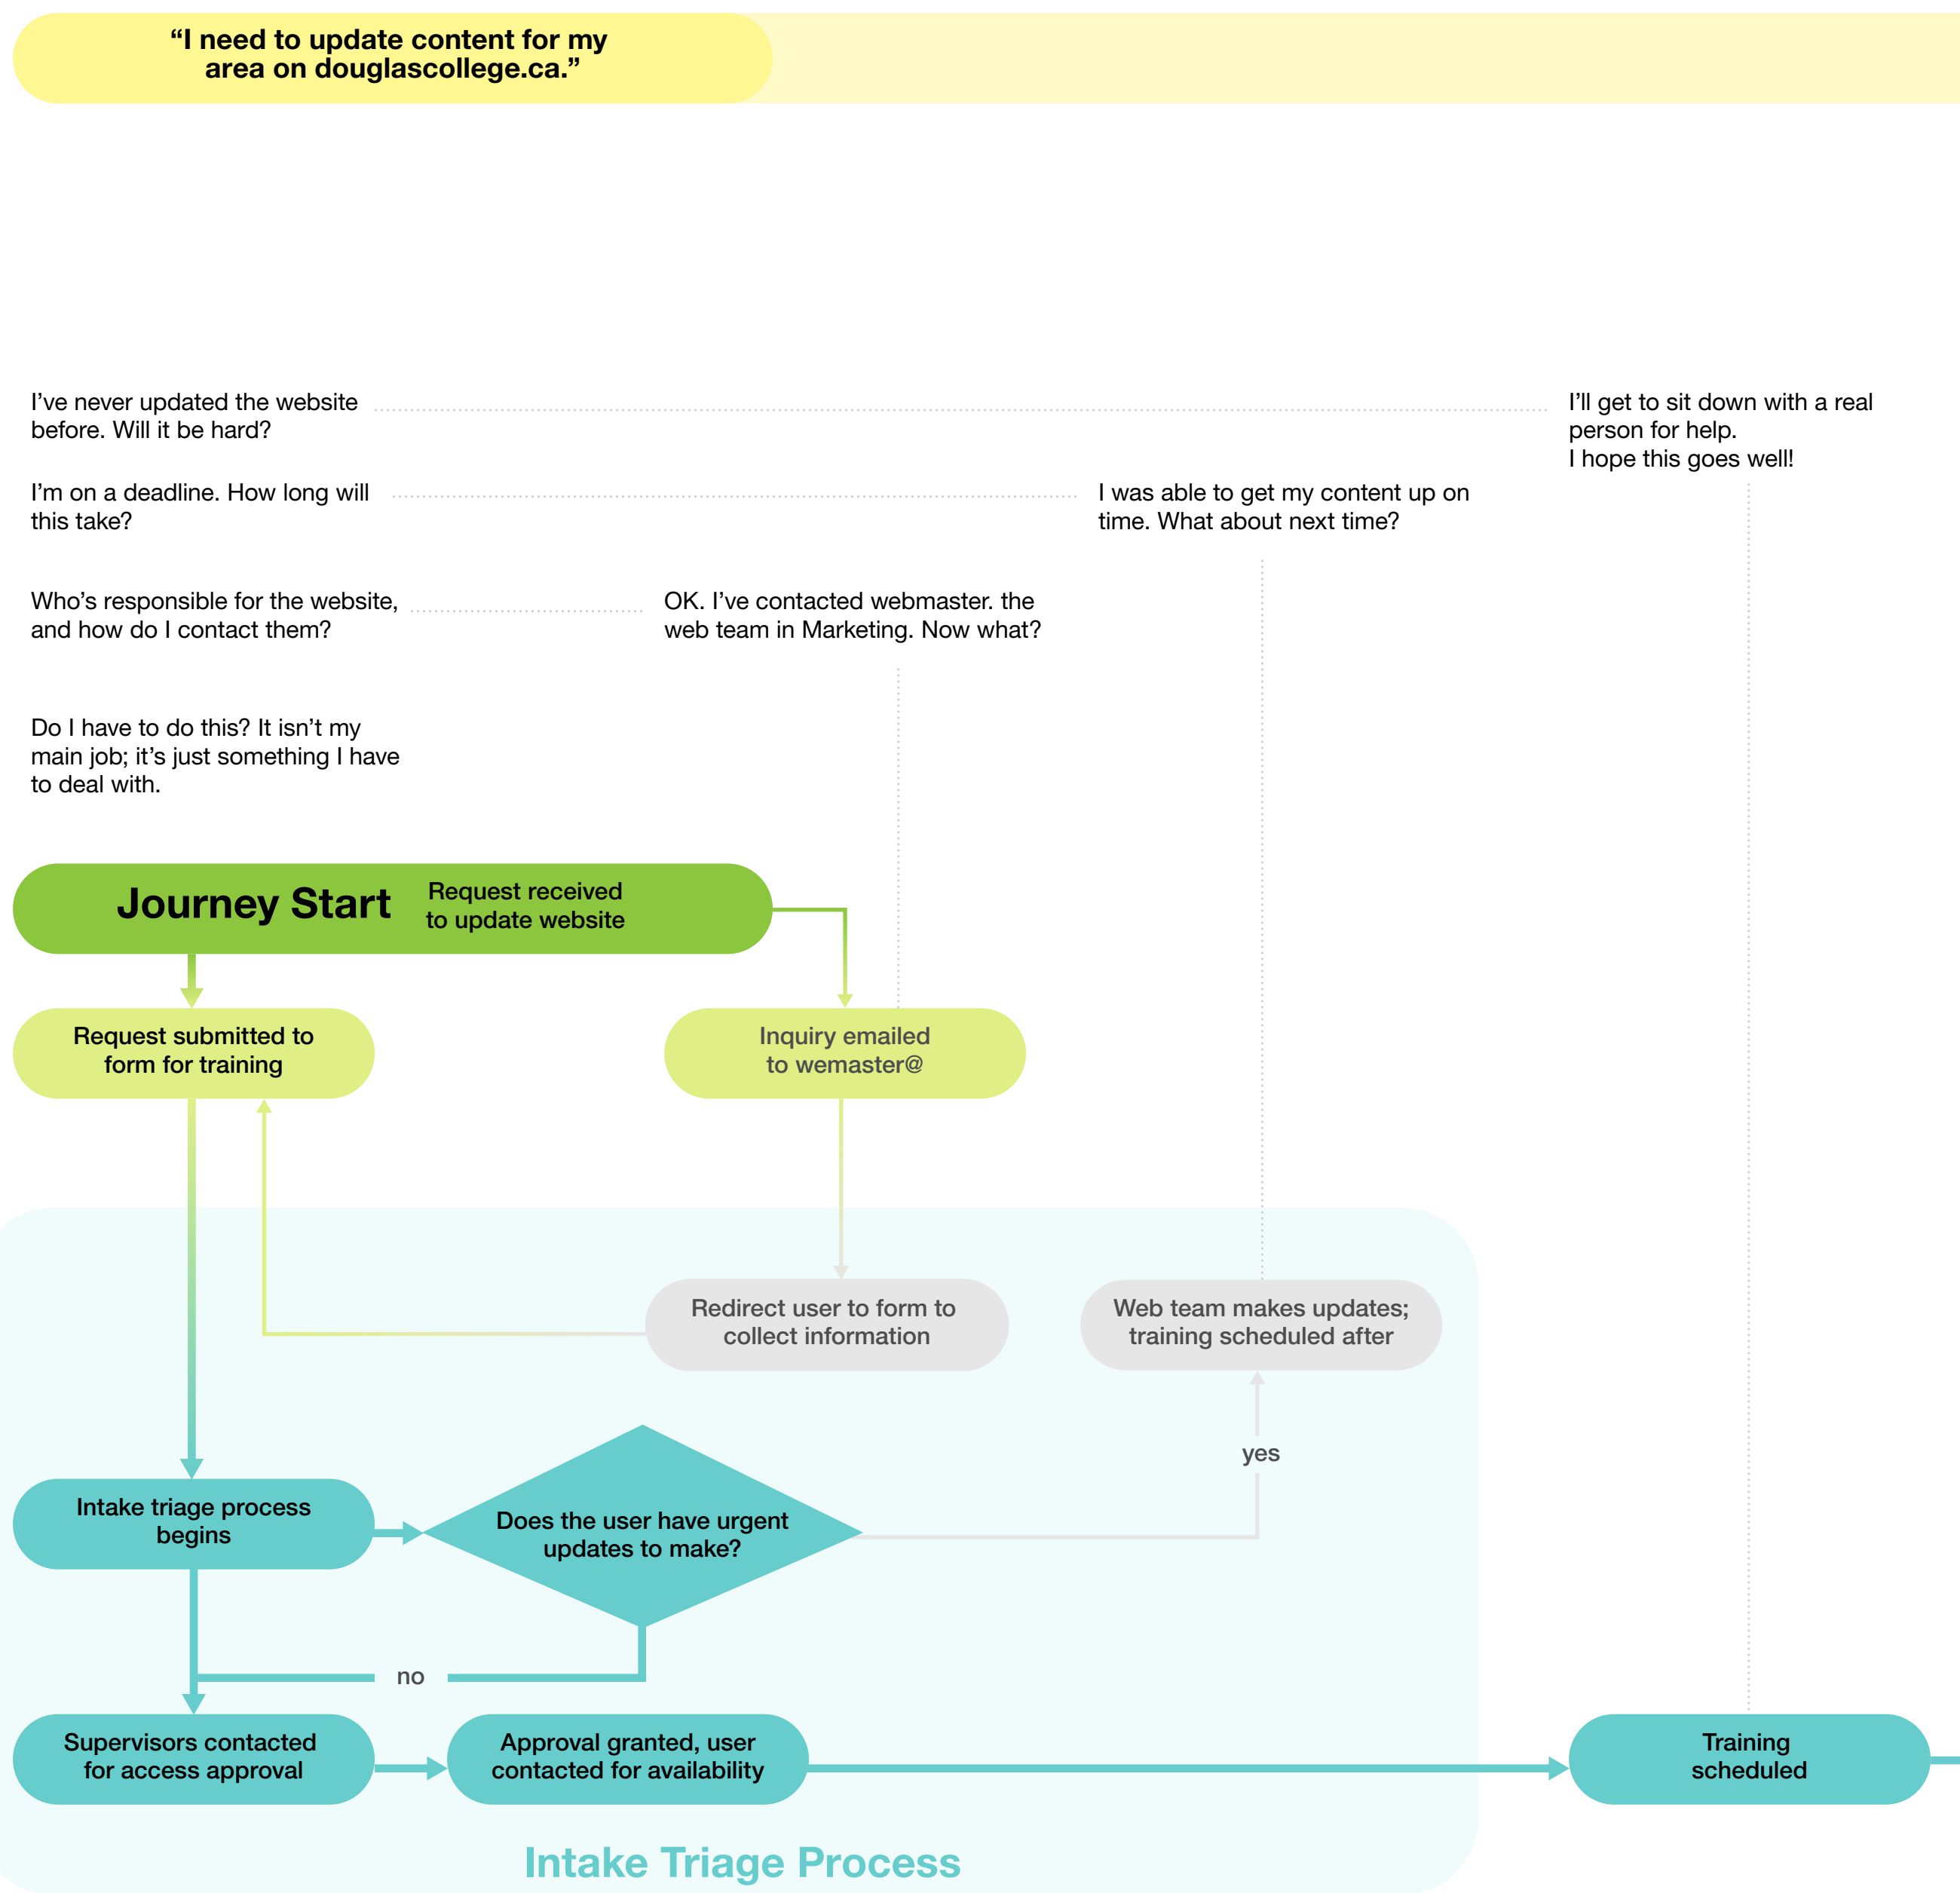 “I need to update content for my
area on douglascollege.ca.”
I’ve never updated the website
before. Will it be hard?
I’ll get to sit down with a real
person for help.
I hope this goes well!
I’m on a deadline. How long will
this take?
I was able to get my content up on
time. What about next time?
Who’s responsible for the website,
and how do I contact them?
OK. I’ve contacted webmaster. the
web team in Marketing. Now what?
Do I have to do this? It isn’t my
main job; it’s just something I have
to deal with.
Journey Start
Request received
to update website
Request submitted to
form for training
Inquiry emailed
to wemaster@
Redirect user to form to
collect information
Web team makes updates;
training scheduled after
yes
Intake triage process
begins
Does the user have urgent
updates to make?
no
Supervisors contacted
for access approval
Approval granted, user
contacted for availability
Training
scheduled
Intake Triage Process